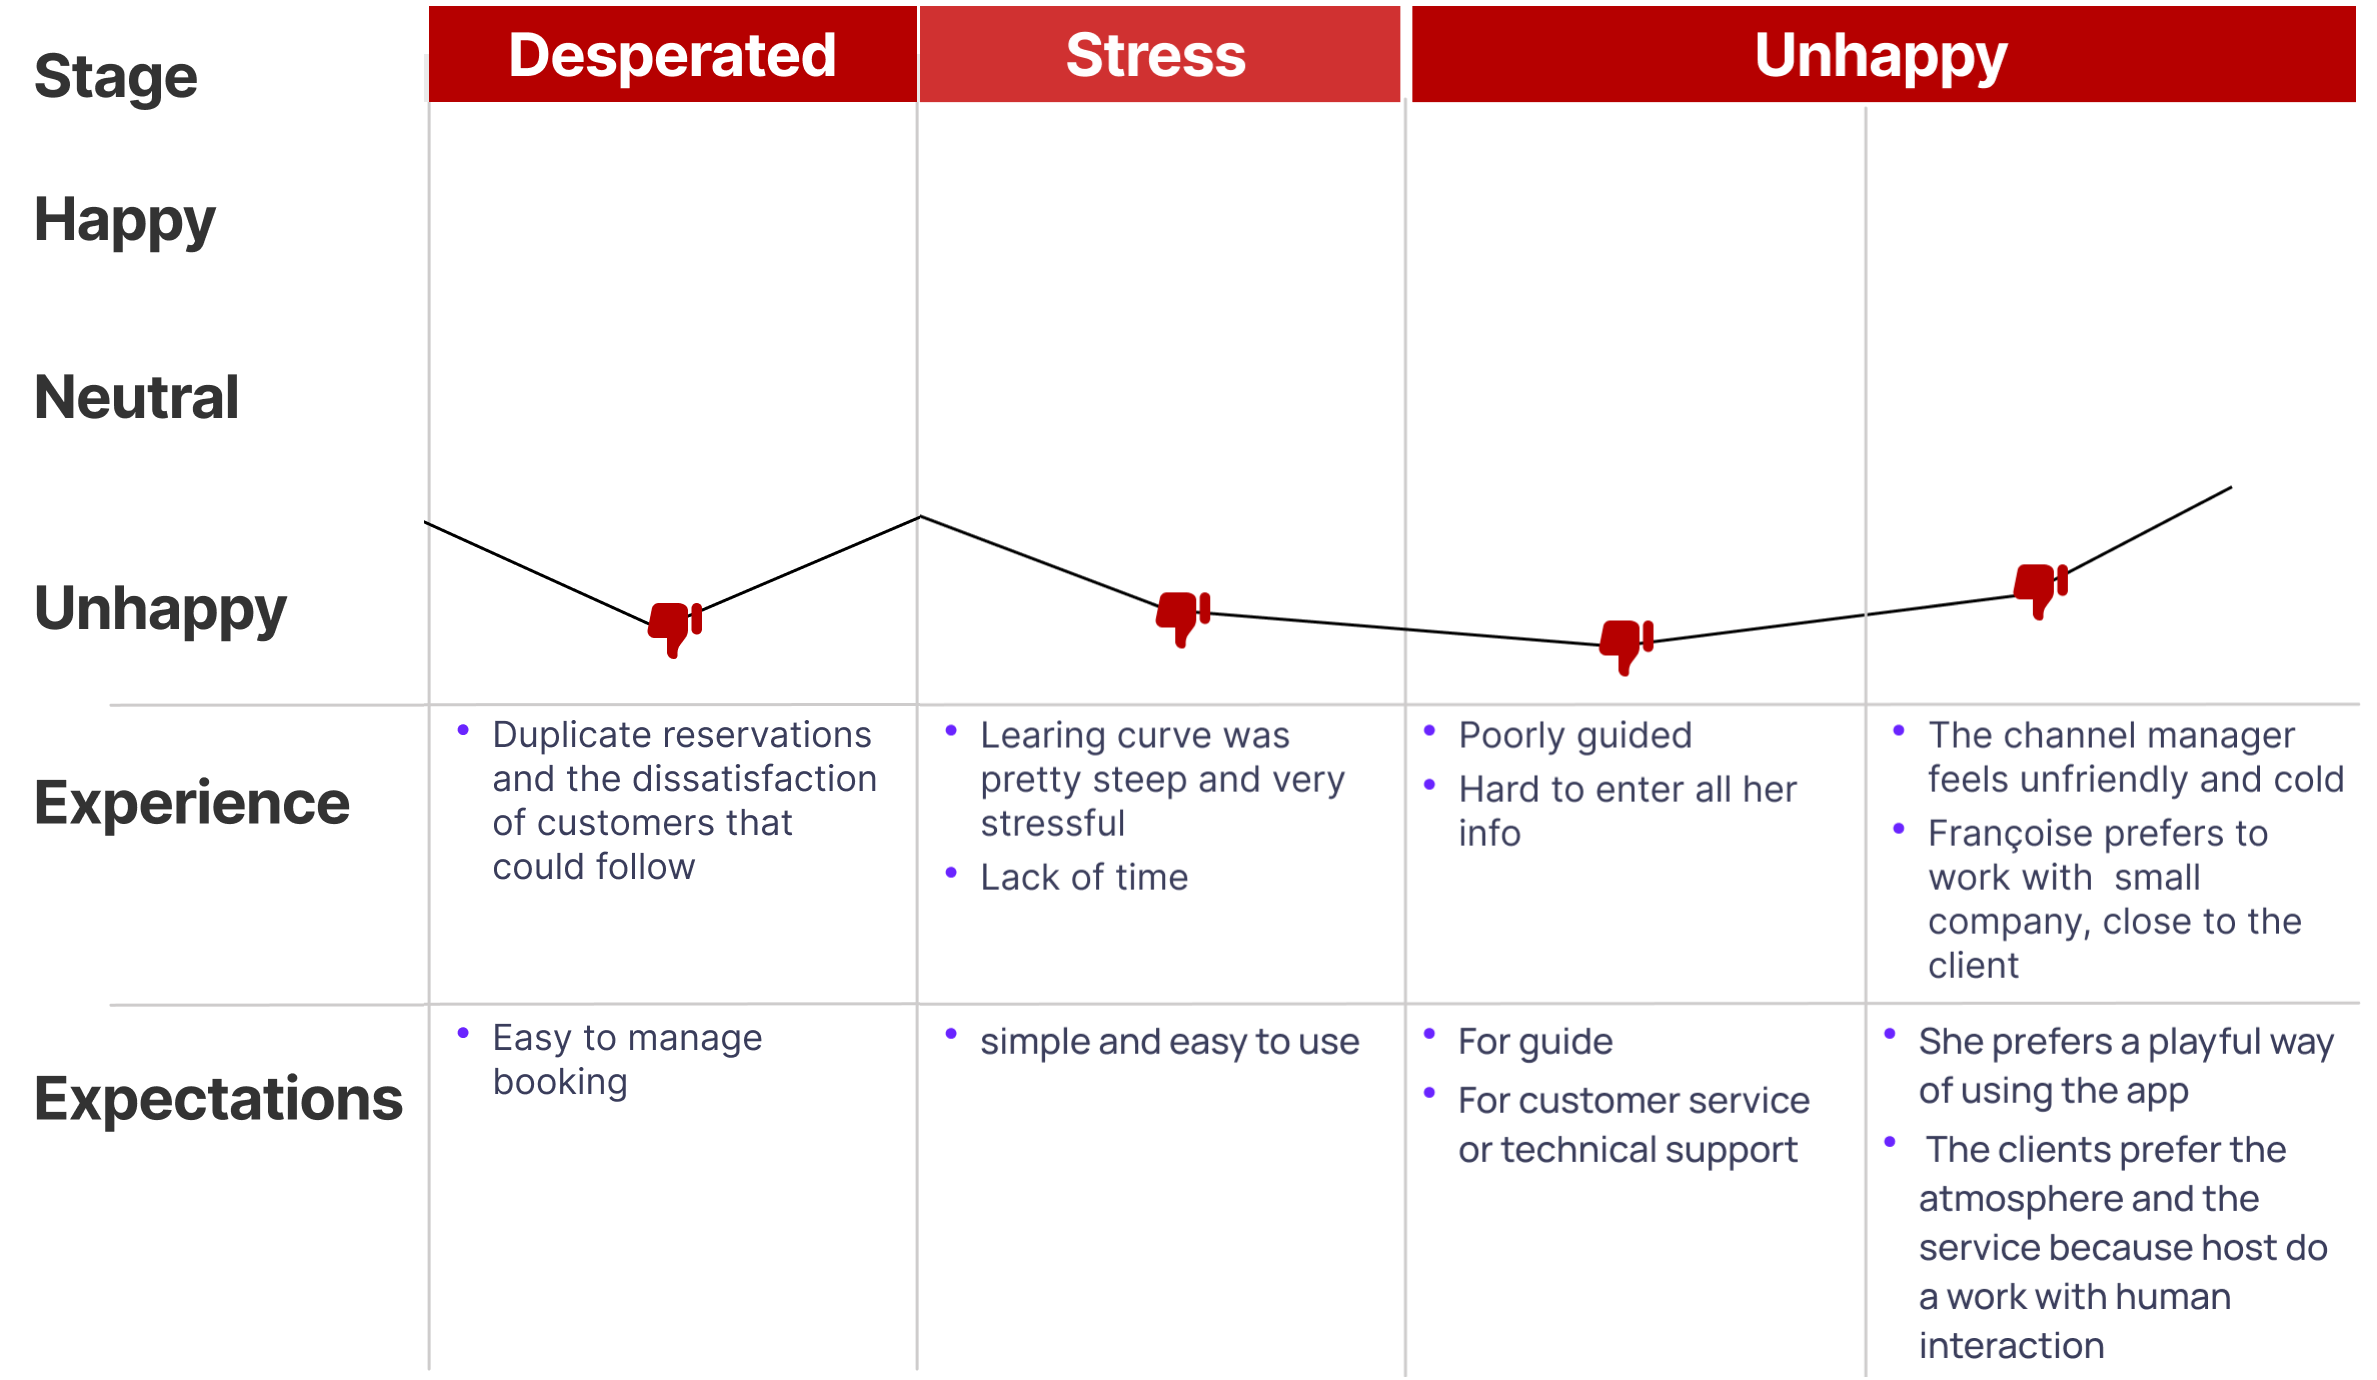 Stage
Desperated
Stress
Unhappy
Happy
Neutral
Unhappy
Experience
Duplicate reservations
and the dissatisfaction
of customers that
could follow
Learing curve was
pretty steep and very
stressful
Lack of time
Poorly guided
Hard to enter all her
info
The channel manager
feels unfriendly and cold
Françoise prefers to
work with  small
company, close to the
client
Expectations
Easy to manage
booking
simple and easy to use
For guide
For customer service
or technical support
She prefers a playful way
of using the app
The clients prefer the
atmosphere and the
service because host do
a work with human
interaction